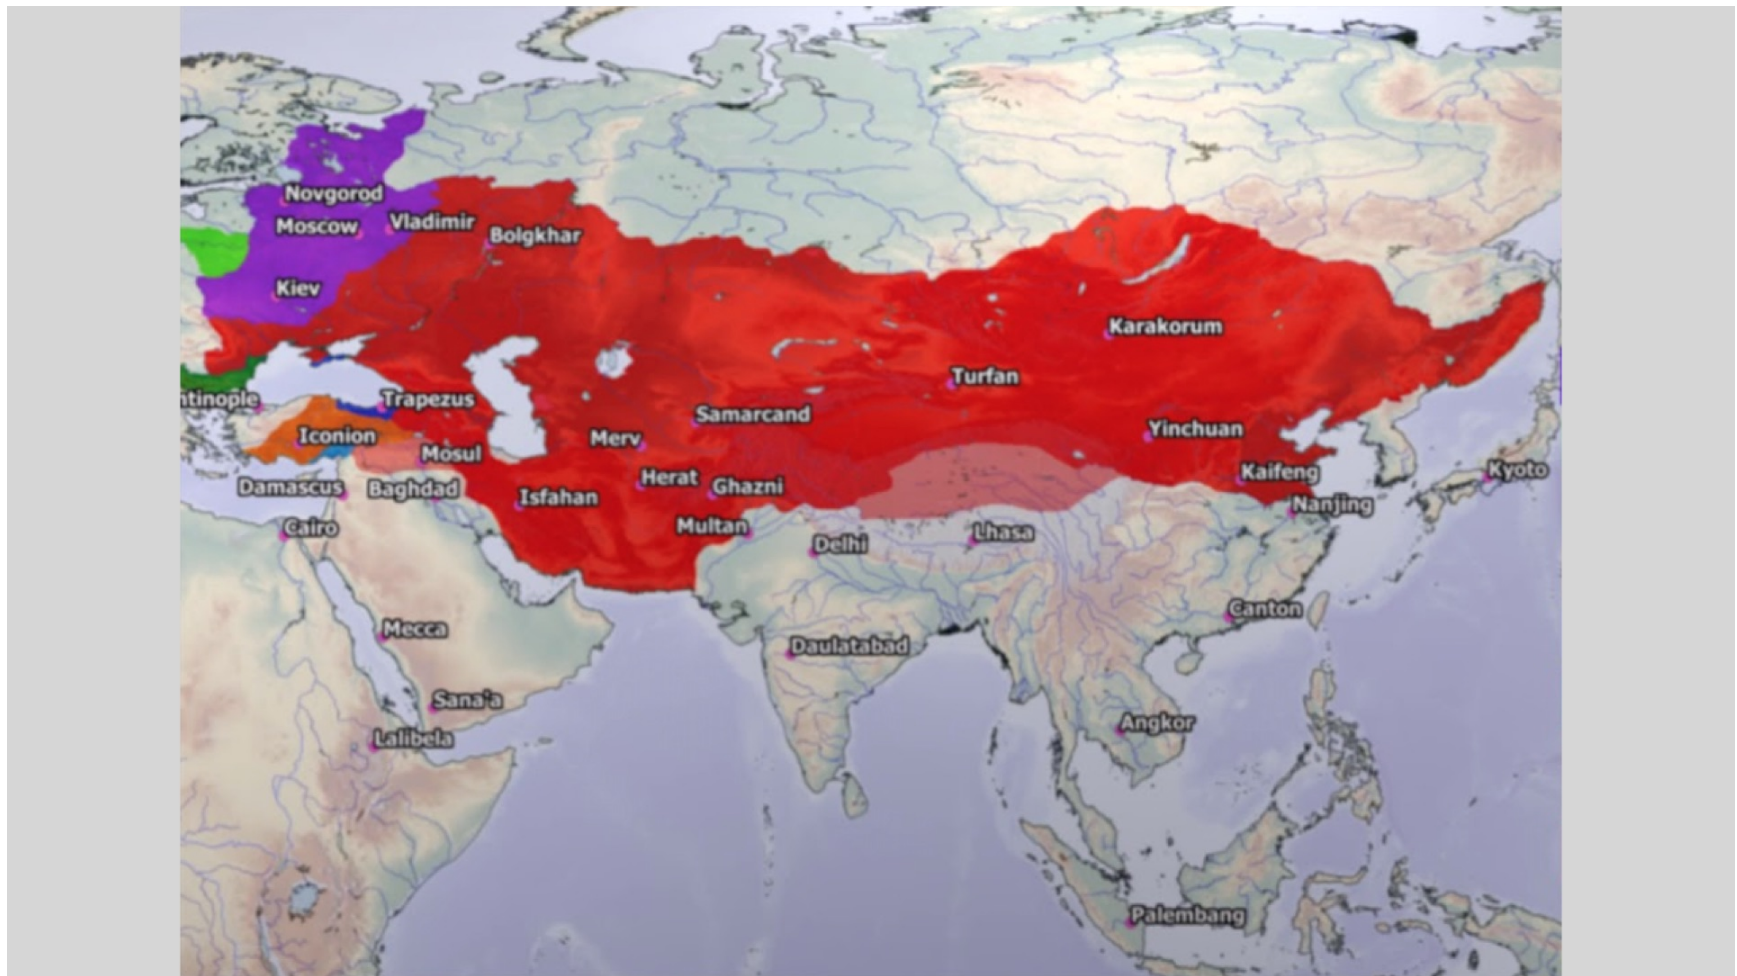 Novgorod
Moscow
Vladimir
Bolgkhar
Kiev
Karakorum
Turfan
ntinople
Trapezus
Samarcand
Iconion
Merv
Yinchuan
Mosul
Kaifeng
Kyoto
Damascus
Baghdad
Isfahan
Herat
Ghazni
Nanjing
Cairo
Multan
Delhi
Lhasa
Canton
Mecca
Daulatabad
Sana'a
Angkor
Lalibela
Palembang